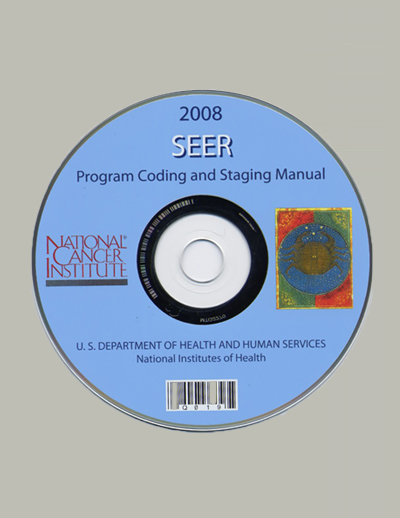 2008
SEER
Program Coding and Staging Manual
NATIONAL®
CANCER
INSTITUTE
U. S. DEPARTMENT OF HEALTH AND HUMAN SERVICES
National Institutes of Health
Q019